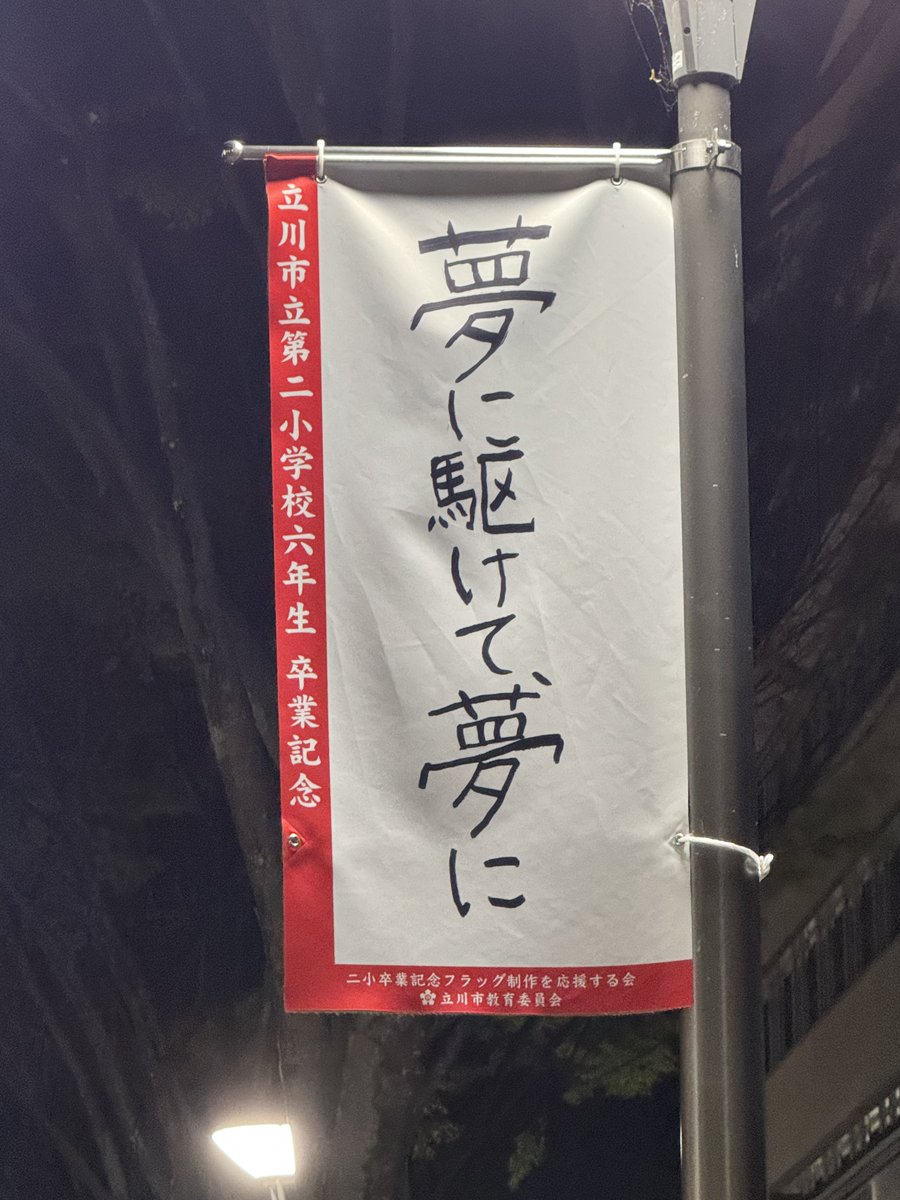 立川市立第二小学校六年生 卒業記念
夢に駆けて夢に
二小卒業記念フラッグ制作を応援する会
立川市教育委員会